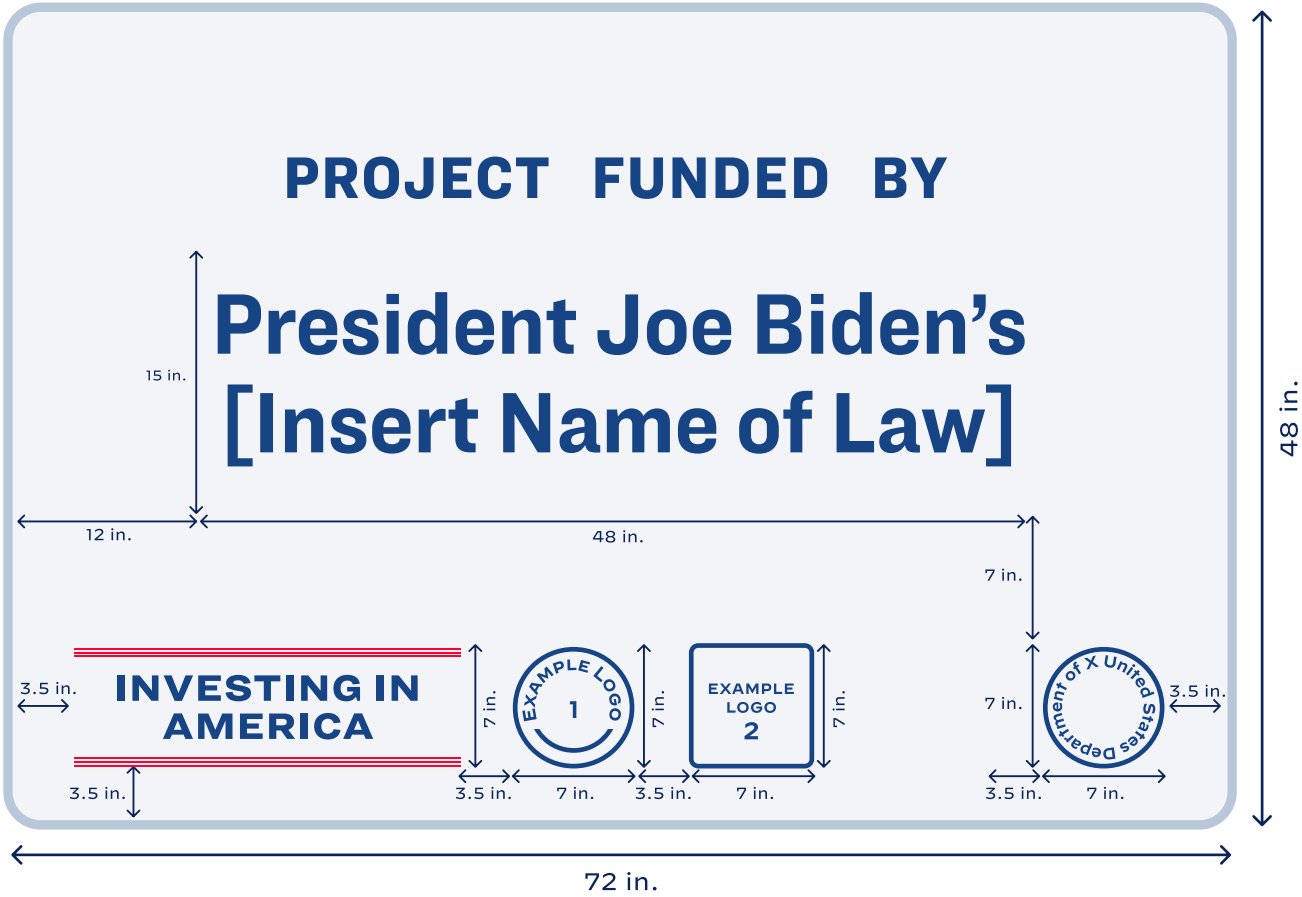 PROJECT FUNDED BY
President Joe Biden’s
15 in.
[Insert Name of Law]
48 in.
12 in.
48 in.
7 in.
3.5 in.
INVESTING IN
AMERICA
7 in.
EXAMPLE LOGO
1
7 in.
EXAMPLE
LOGO
2
7 in.
7 in.
United States Department of X
3.5 in.
3.5 in.
3.5 in.
7 in.
3.5 in.
7 in.
3.5 in.
7 in.
72 in.